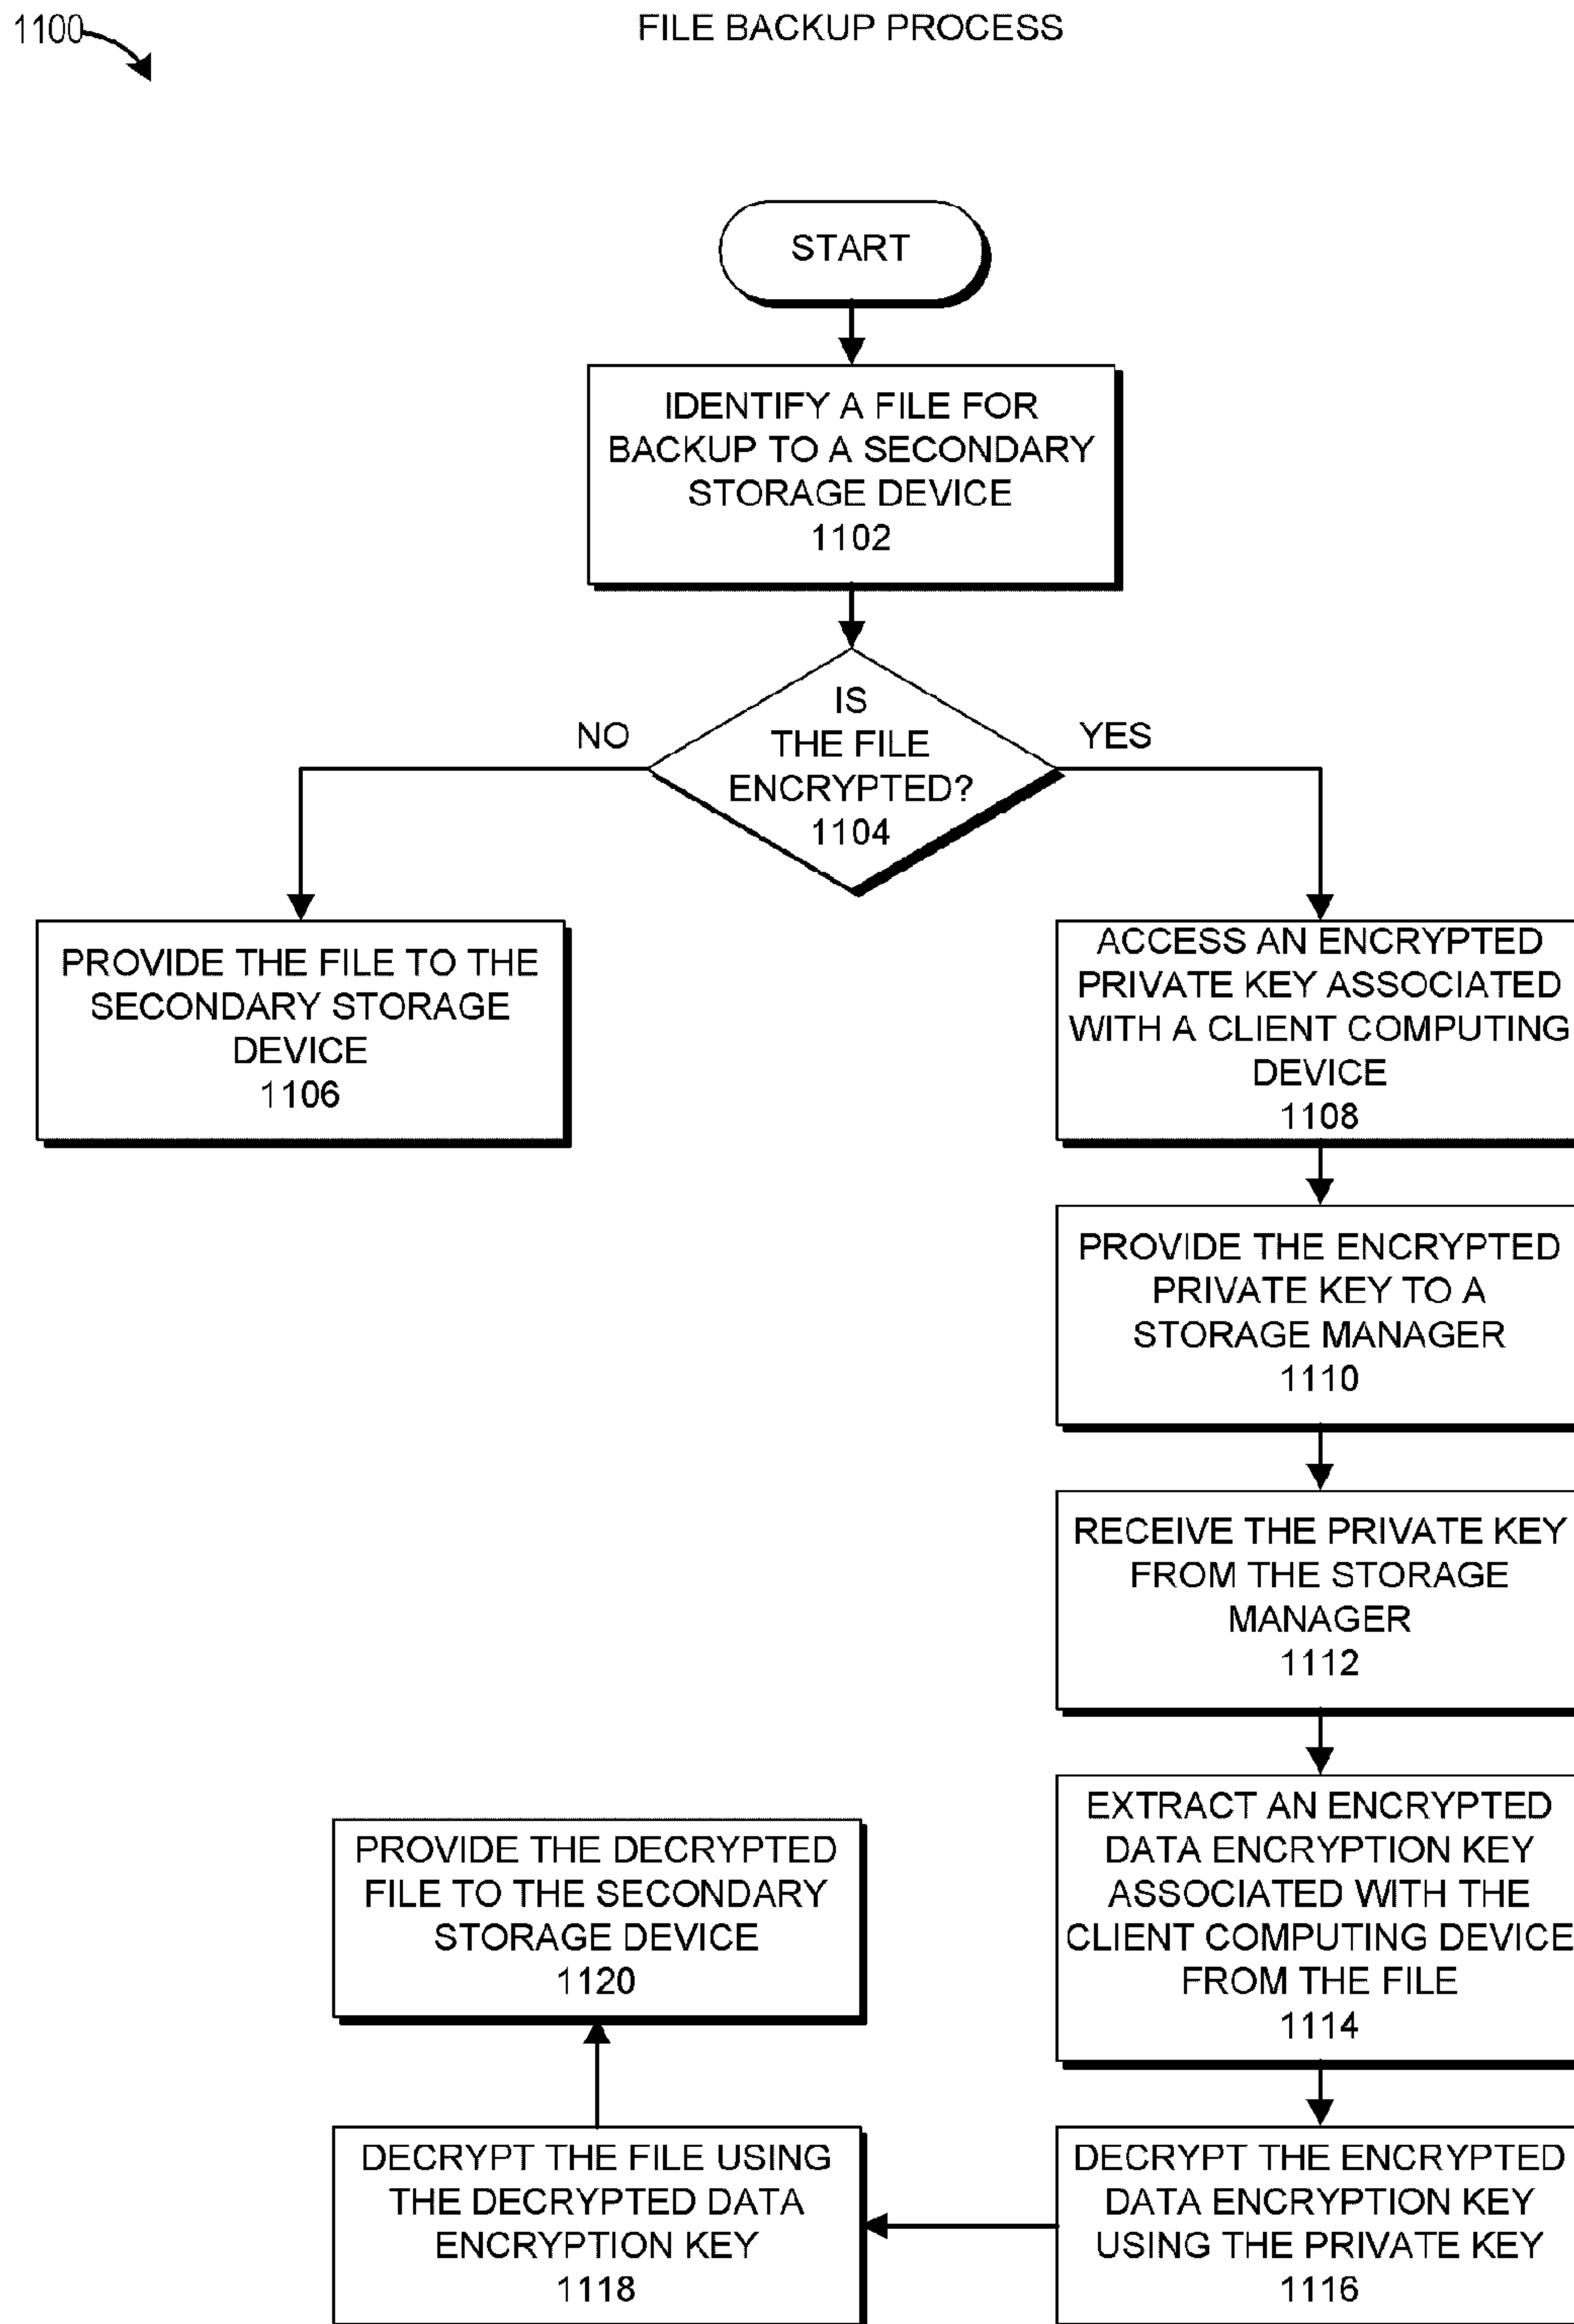 1100
FILE BACKUP PROCESS
START
IDENTIFY A FILE FOR
BACKUP TO A SECONDARY
STORAGE DEVICE
1102
IS
THE FILE
ENCRYPTED?
1104
NO
YES
PROVIDE THE FILE TO THE
SECONDARY STORAGE
DEVICE
1106
ACCESS AN ENCRYPTED
PRIVATE KEY ASSOCIATED
WITH A CLIENT COMPUTING
DEVICE
1108
PROVIDE THE ENCRYPTED
PRIVATE KEY TO A
STORAGE MANAGER
1110
RECEIVE THE PRIVATE KEY
FROM THE STORAGE
MANAGER
1112
EXTRACT AN ENCRYPTED
DATA ENCRYPTION KEY
ASSOCIATED WITH THE
CLIENT COMPUTING DEVICE
FROM THE FILE
1114
DECRYPT THE ENCRYPTED
DATA ENCRYPTION KEY
USING THE PRIVATE KEY
1116
DECRYPT THE FILE USING
THE DECRYPTED DATA
ENCRYPTION KEY
1118
PROVIDE THE DECRYPTED
FILE TO THE SECONDARY
STORAGE DEVICE
1120